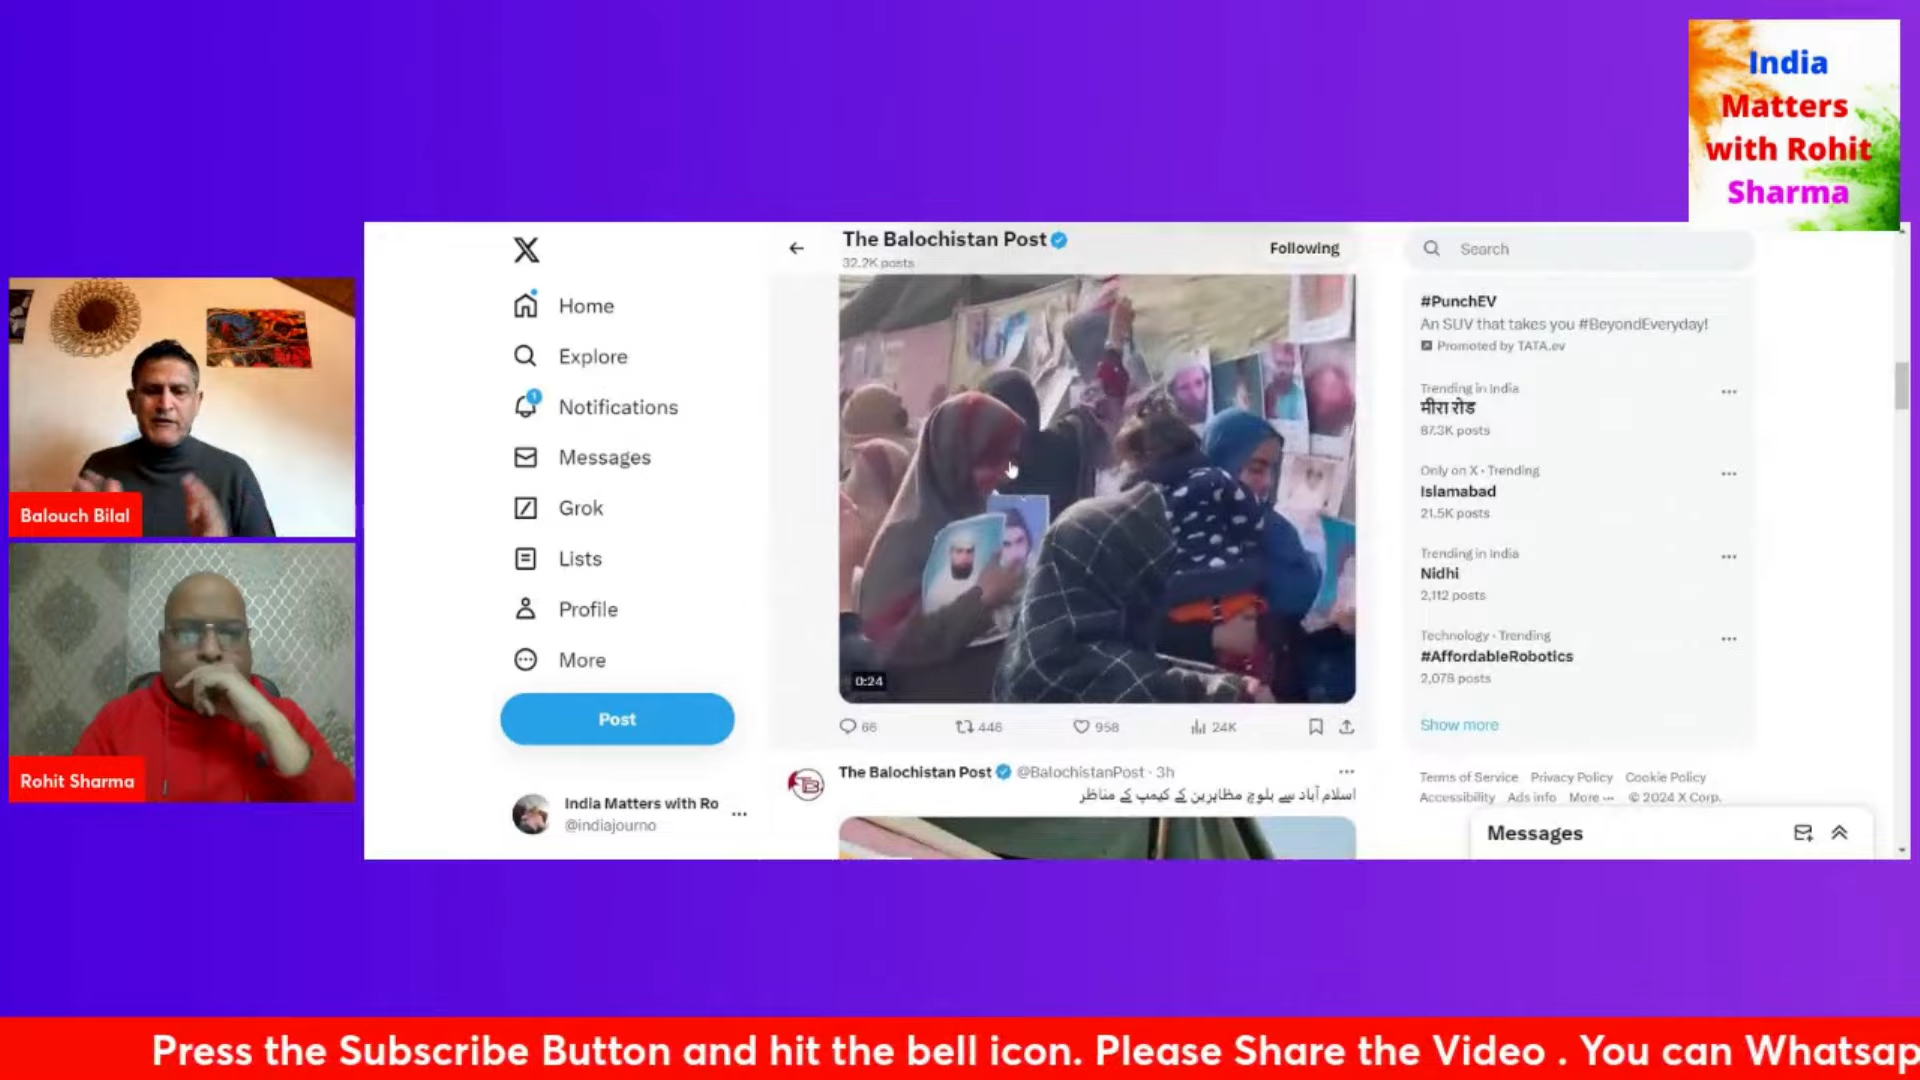 India
Matters
with Rohit
Sharma
Balouch Bilal
Rohit Sharma
Home
Explore
1
Notifications
Messages
Grok
Lists
Profile
More
Post
India Matters with Ro
@indiajourno
The Balochistan Post
32.2K posts
Following
0:24
66
446
958
24K
The Balochistan Post @BalochistanPost · 3h
اسلام آباد سے بلوچ مظاہرین کے کیمپ کے مناظر
Search
#PunchEV
An SUV that takes you #BeyondEveryday!
Promoted by TATA.ev
Trending in India
मीरा रोड
87.3K posts
Only on X · Trending
Islamabad
21.5K posts
Trending in India
Nidhi
2,112 posts
Technology · Trending
#AffordableRobotics
2,078 posts
Show more
Terms of Service Privacy Policy Cookie Policy
Accessibility Ads info More ··· © 2024 X Corp.
Messages
Press the Subscribe Button and hit the bell icon. Please Share the Video . You can Whatsap